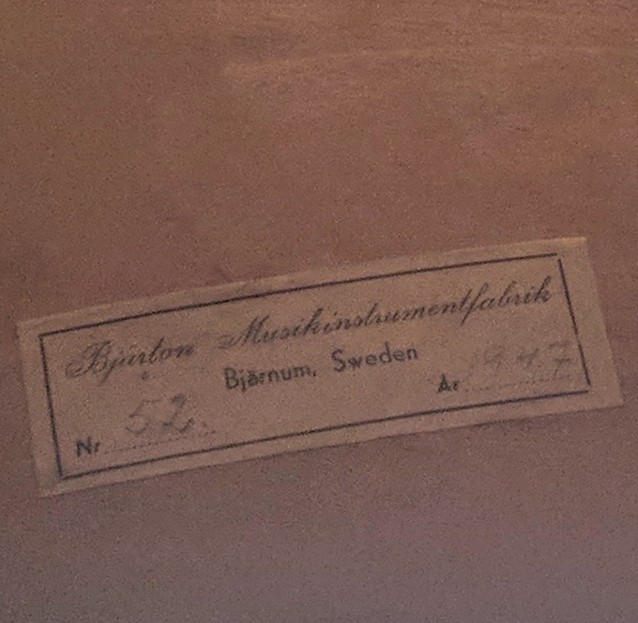 Bjärton Musikinstrumentfabrik
Bjärnum, Sweden
Nr 52. År 1947